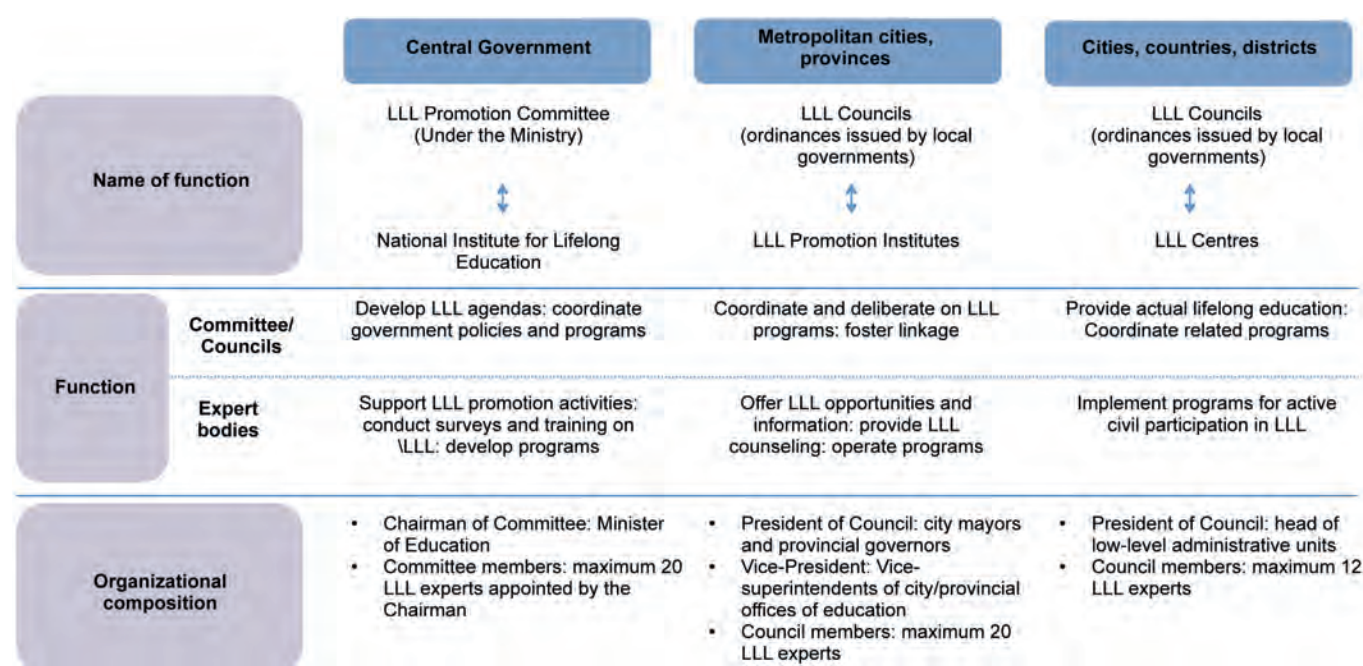 Central Government
Metropolitan cities,
provinces
Cities, countries, districts
Name of function
LLL Promotion Committee
(Under the Ministry)
National Institute for Lifelong
Education
LLL Councils
(ordinances issued by local
governments)
LLL Promotion Institutes
LLL Councils
(ordinances issued by local
governments)
LLL Centres
Function
Committee/
Councils
Develop LLL agendas: coordinate
government policies and programs
Coordinate and deliberate on LLL
programs: foster linkage
Provide actual lifelong education:
Coordinate related programs
Expert
bodies
Support LLL promotion activities:
conduct surveys and training on
\LLL: develop programs
Offer LLL opportunities and
information: provide LLL
counseling: operate programs
Implement programs for active
civil participation in LLL
Organizational
composition
• Chairman of Committee: Minister
of Education
• Committee members: maximum 20
LLL experts appointed by the
Chairman
• President of Council: city mayors
and provincial governors
• Vice-President: Vice-
superintendents of city/provincial
offices of education
• Council members: maximum 20
LLL experts
• President of Council: head of
low-level administrative units
• Council members: maximum 12
LLL experts